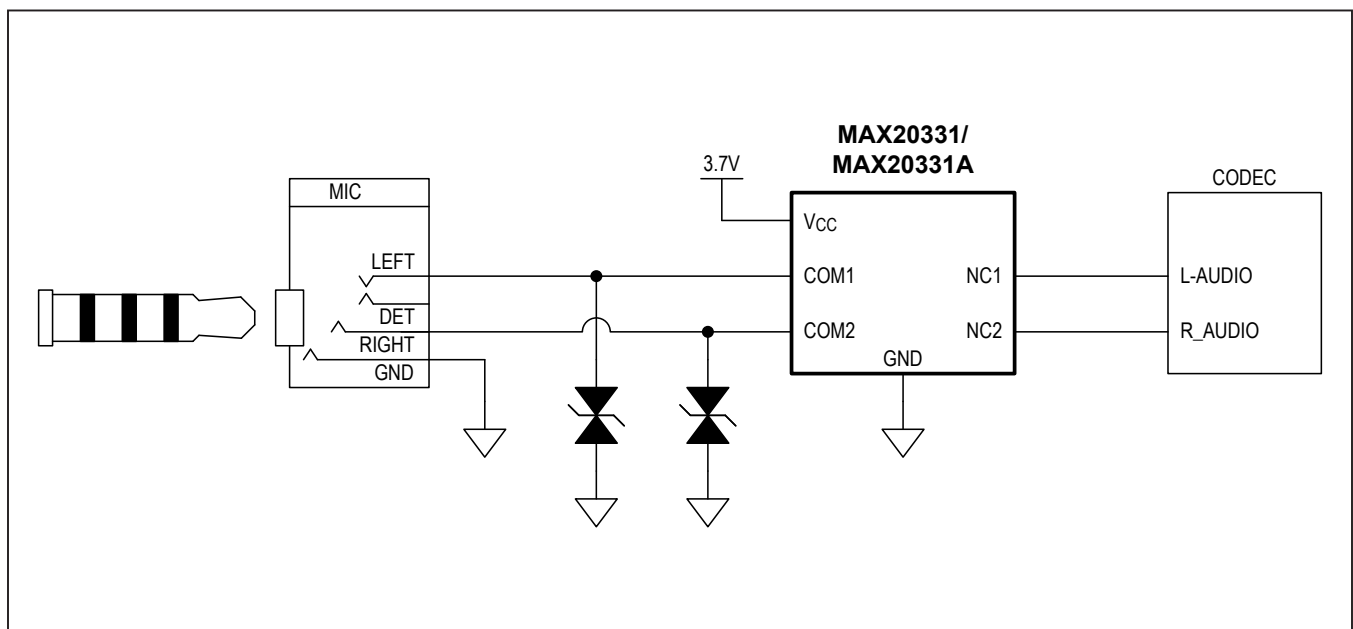 MAX20331/
MAX20331A
3.7V
CODEC
MIC
VCC
LEFT
COM1
NC1
L-AUDIO
DET
COM2
NC2
R_AUDIO
RIGHT
GND
GND